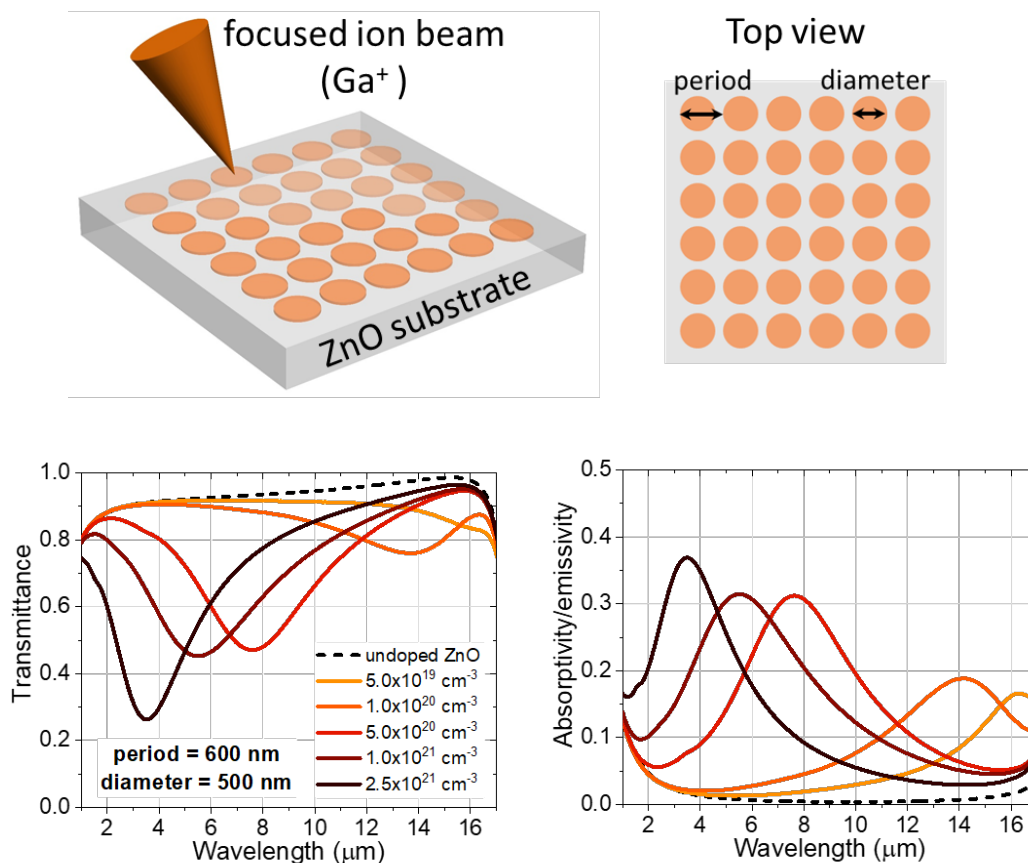 focused ion beam
(Ga⁺ )
ZnO substrate
Top view
period
diameter
1.0
0.8
0.6
0.4
0.2
0.0
Transmittance
2
4
6
8
10
12
14
16
Wavelength (μm)
undoped ZnO
5.0x10¹⁹ cm⁻³
1.0x10²⁰ cm⁻³
5.0x10²⁰ cm⁻³
1.0x10²¹ cm⁻³
2.5x10²¹ cm⁻³
period = 600 nm
diameter = 500 nm
0.5
0.4
0.3
0.2
0.1
0.0
Absorptivity/emissivity
2
4
6
8
10
12
14
16
Wavelength (μm)